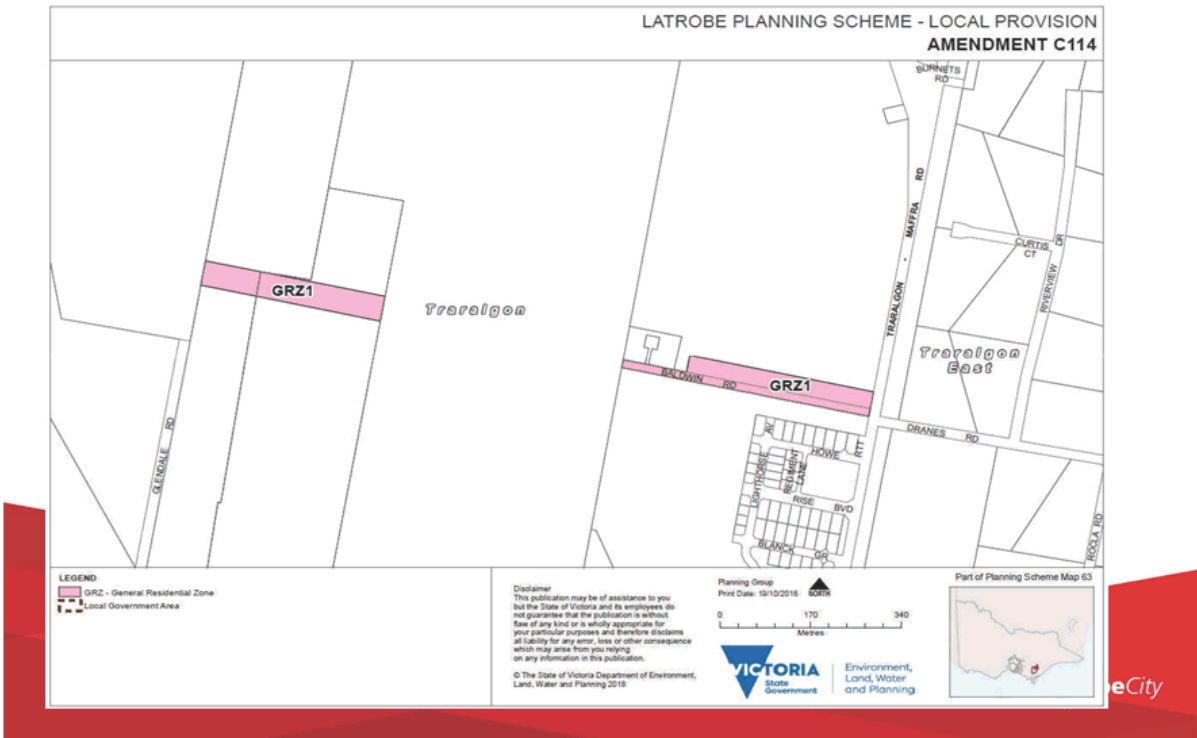 LATROBE PLANNING SCHEME - LOCAL PROVISION
AMENDMENT C114
BURNETS
RD
TRARALGON - MAFFRA RD
CURTIS
CT
RIVERVIEW DR
GRZ1
Traralgon
Traralgon
East
BALDWIN RD
GRZ1
GLENDALE RD
DRANES RD
LIGHTHORSE AV
REGIMENT
LANE
HOWE
RTT
RISE BVD
BLANCK GR
ROCLA RD
LEGEND
GRZ - General Residential Zone
Local Government Area
Disclaimer
This publication may be of assistance to you
but the State of Victoria and its employees do
not guarantee that the publication is without
flaw of any kind or is wholly appropriate for
your particular purposes and therefore disclaims
all liability for any error, loss or other consequence
which may arise from you relying
on any information in this publication.
© The State of Victoria Department of Environment,
Land, Water and Planning 2018
Planning Group
Print Date: 19/10/2018
NORTH
0 170 340
Metres
VICTORIA
State
Government
Environment,
Land, Water
and Planning
Part of Planning Scheme Map 63
beCity